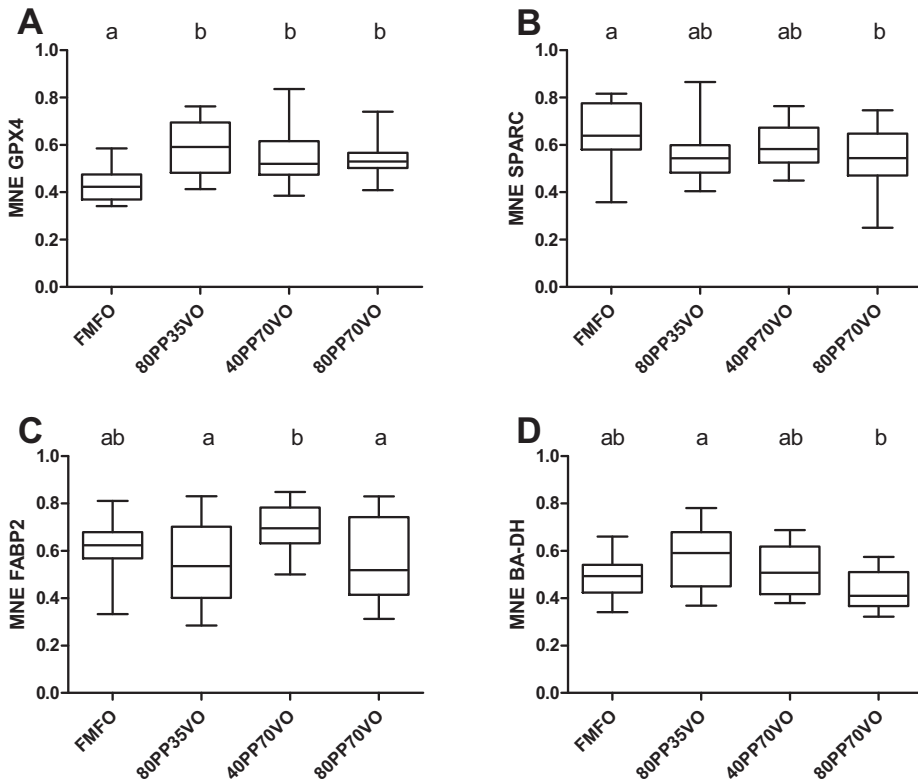 A
a b b b
MNE GPX4
1.0
0.8
0.6
0.4
0.2
0.0
FMFO
80PP35VO
40PP70VO
80PP70VO
B
a ab ab b
MNE SPARC
1.0
0.8
0.6
0.4
0.2
0.0
FMFO
80PP35VO
40PP70VO
80PP70VO
C
ab a b a
MNE FABP2
1.0
0.8
0.6
0.4
0.2
0.0
FMFO
80PP35VO
40PP70VO
80PP70VO
D
ab a ab b
MNE BA-DH
1.0
0.8
0.6
0.4
0.2
0.0
FMFO
80PP35VO
40PP70VO
80PP70VO